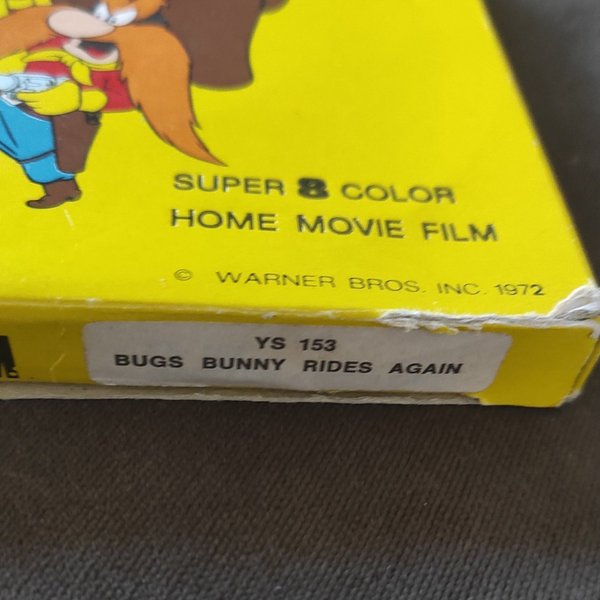 SUPER 8 COLOR
HOME MOVIE FILM
© WARNER BROS. INC. 1972
YS 153
BUGS BUNNY RIDES AGAIN